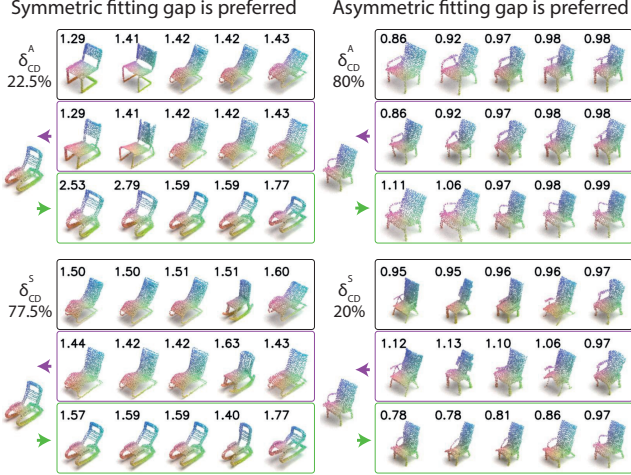 Symmetric fitting gap is preferred
Asymmetric fitting gap is preferred
δ^A_CD
22.5%
1.29 1.41 1.42 1.42 1.43
1.29 1.41 1.42 1.42 1.43
2.53 2.79 1.59 1.59 1.77
δ^A_CD
80%
0.86 0.92 0.97 0.98 0.98
0.86 0.92 0.97 0.98 0.98
1.11 1.06 0.97 0.98 0.99
δ^S_CD
77.5%
1.50 1.50 1.51 1.51 1.60
1.44 1.42 1.42 1.63 1.43
1.57 1.59 1.59 1.40 1.77
δ^S_CD
20%
0.95 0.95 0.96 0.96 0.97
1.12 1.13 1.10 1.06 0.97
0.78 0.78 0.81 0.86 0.97